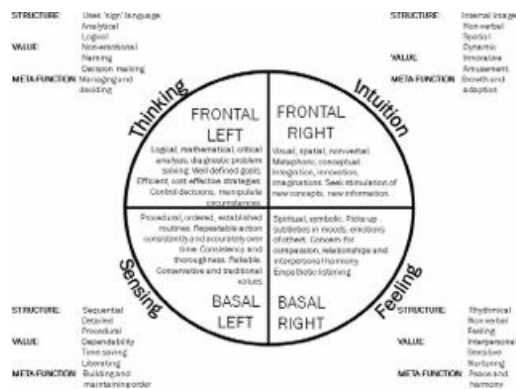 STRUCTURE: Uses 'sign' language
Analytical
Logical
VALUE: Non-emotional
Naming
Decision making
META-FUNCTION: Managing and
deciding
STRUCTURE: Internal image
Non-verbal
Spatial
Dynamic
VALUE: Innovative
Amusement
META-FUNCTION: Growth and
adaption
Thinking
Intuition
FRONTAL
LEFT
Logical, mathematical, critical
analysis, diagnostic problem
solving. Well defined goals.
Efficient, cost effective strategies.
Control decisions, manipulate
circumstances.
FRONTAL
RIGHT
Visual, spatial, nonverbal.
Metaphoric, conceptual.
Integration, innovation,
imaginations. Seek stimulation of
new concepts, new information.
Procedural, ordered, established
routines. Repeatable action
consistently and accurately over
time. Consistency and
thoroughness. Reliable.
Conservative and traditional
values.
BASAL
LEFT
Spiritual, symbolic. Picks up
subtleties in moods, emotions
of others. Concern for
compassion, relationships and
interpersonal harmony.
Empathetic listening
BASAL
RIGHT
Sensing
Feeling
STRUCTURE: Sequential
Detailed
Procedural
VALUE: Dependability
Time saving
Liberating
META-FUNCTION: Building and
maintaining order
STRUCTURE: Rhythmical
Non verbal
Feeling
VALUE: Interpersonal
Sensitive
Nurturing
META-FUNCTION: Peace and
harmony